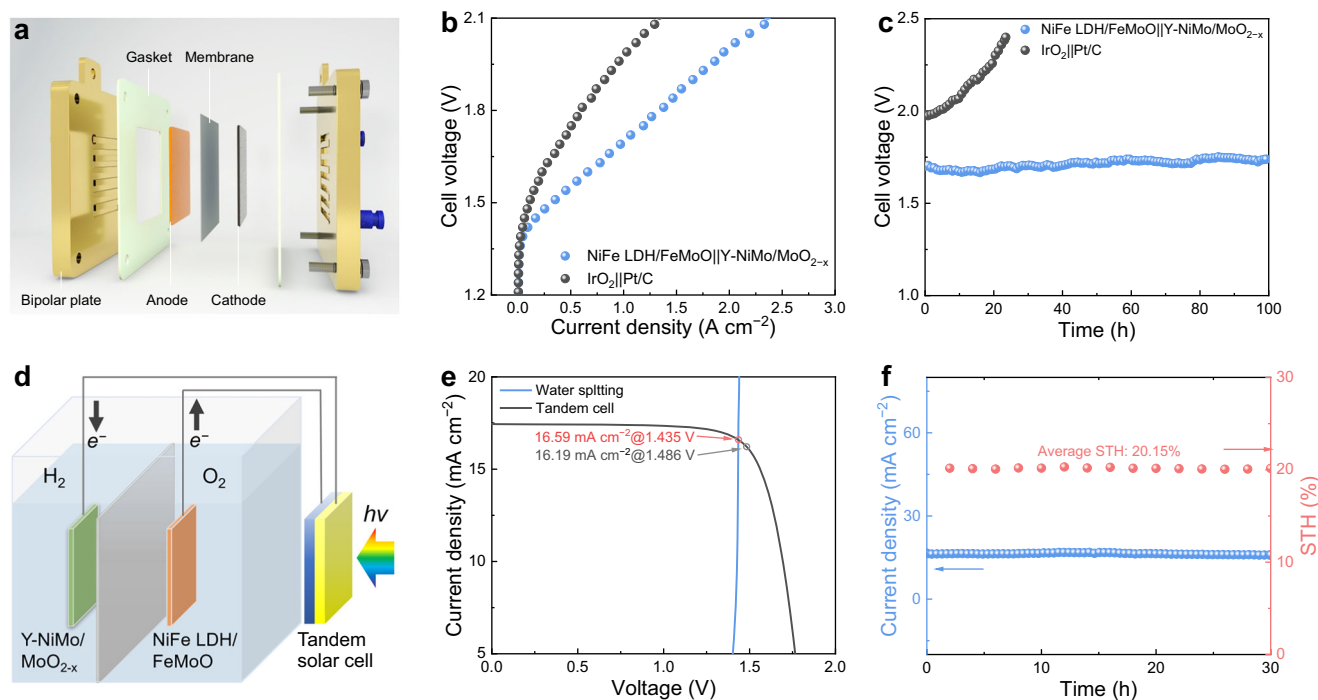 a
Gasket
Membrane
Bipolar plate
Anode
Cathode
b
2.1
1.8
1.5
1.2
Cell voltage (V)
NiFe LDH/FeMoO||Y-NiMo/MoO₂₋ₓ
IrO₂||Pt/C
0.0 0.5 1.0 1.5 2.0 2.5 3.0
Current density (A cm⁻²)
c
2.5
2.0
1.5
1.0
Cell voltage (V)
NiFe LDH/FeMoO||Y-NiMo/MoO₂₋ₓ
IrO₂||Pt/C
0 20 40 60 80 100
Time (h)
d
e⁻
e⁻
H₂
O₂
hv
Y-NiMo/
MoO₂₋ₓ
NiFe LDH/
FeMoO
Tandem
solar cell
e
20
15
10
5
Current density (mA cm⁻²)
Water spltting
Tandem cell
16.59 mA cm⁻²@1.435 V
16.19 mA cm⁻²@1.486 V
0.0 0.5 1.0 1.5 2.0
Voltage (V)
f
90
60
30
0
Current density (mA cm⁻²)
Average STH: 20.15%
30
20
10
0
STH (%)
0 10 20 30
Time (h)